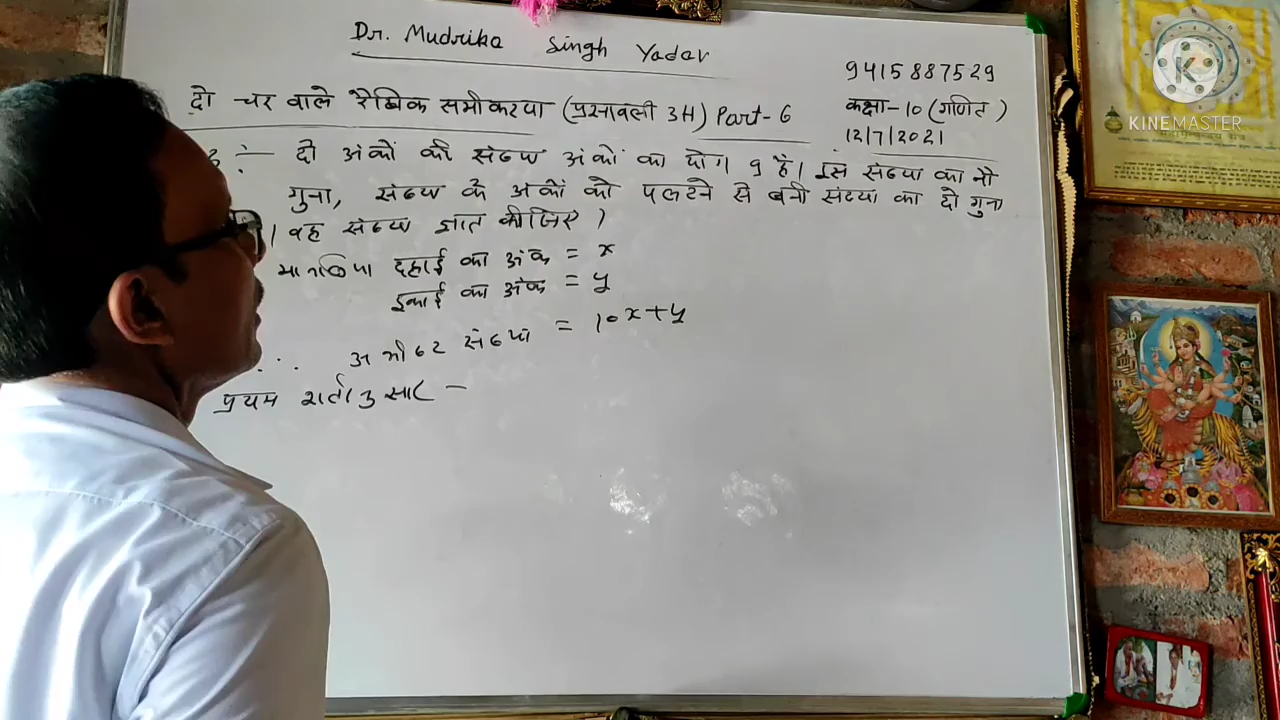 Dr. Mudrika Singh Yadav
9415887529
दो चर वाले रैखिक समीकरण (प्रश्नावली 3H) Part-6
कक्षा-10 (गणित)
12/7/2021
दो अंकों की संख्या अंकों का योग 9 है। इस संख्या का नौ
गुना, संख्या के अंकों को पलटने से बनी संख्या का दो गुना
। वह संख्या ज्ञात कीजिए ?
मान लिया दहाई का अंक = x
इकाई का अंक = y
∴ अभीष्ट संख्या = 10x+y
प्रथम शर्तानुसार -
KINEMASTER